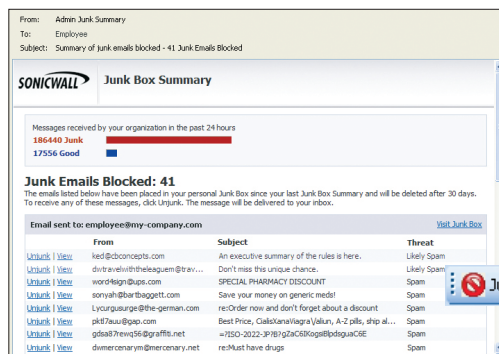 From: Admin Junk Summary
To: Employee
Subject: Summary of junk emails blocked - 41 Junk Emails Blocked
SONICWALL Junk Box Summary
Messages received by your organization in the past 24 hours
186440 Junk
17556 Good
Junk Emails Blocked: 41
The emails listed below have been placed in your personal Junk Box since your last Junk Box Summary and will be deleted after 30 days.
To receive any of these messages, click Unjunk. The message will be delivered to your inbox.
Email sent to: employee@my-company.com Visit Junk Box
From Subject Threat
Unjunk | View ked@cbconcepts.com An executive summary of the rules is here. Likely Spam
Unjunk | View dwtravelwiththeleaguem@trav... Don't miss this unique chance. Likely Spam
Unjunk | View word4sign@ups.com SPECIAL PHARMACY DISCOUNT Spam
Unjunk | View sonyah@bartbaggett.com Save your money on generic meds! Spam
Unjunk | View Lycurgusurge@the-german.com re:Order now and don't forget about a discount Spam
Unjunk | View pktl7auu@gap.com Best Price, CialisXanaViagra\/aliun, A-Z pills, ship al... Spam
Unjunk | View gdsa87rewq56@graffiti.net =?ISO-2022-JP?B?gZaC6IKogsiBlpdsguaC6E Spam
Unjunk | View dwmercenarym@mercenary.net re:Must have drugs Spam